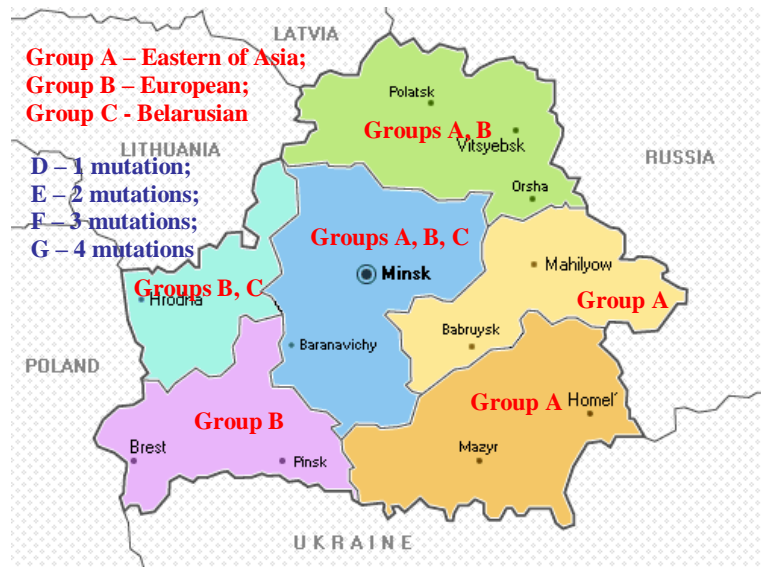 LATVIA
Group A – Eastern of Asia;
Group B – European;
Group C - Belarusian
Polatsk
Groups A, B
Vitsyebsk
LITHUANIA
RUSSIA
D – 1 mutation;
E – 2 mutations;
F – 3 mutations;
G – 4 mutations
Orsha
Groups A, B, C
Minsk
Mahilyow
Groups B, C
Hrodna
Group A
Babruysk
Baranavichy
POLAND
Group A
Homel'
Group B
Brest
Pinsk
Mazyr
UKRAINE